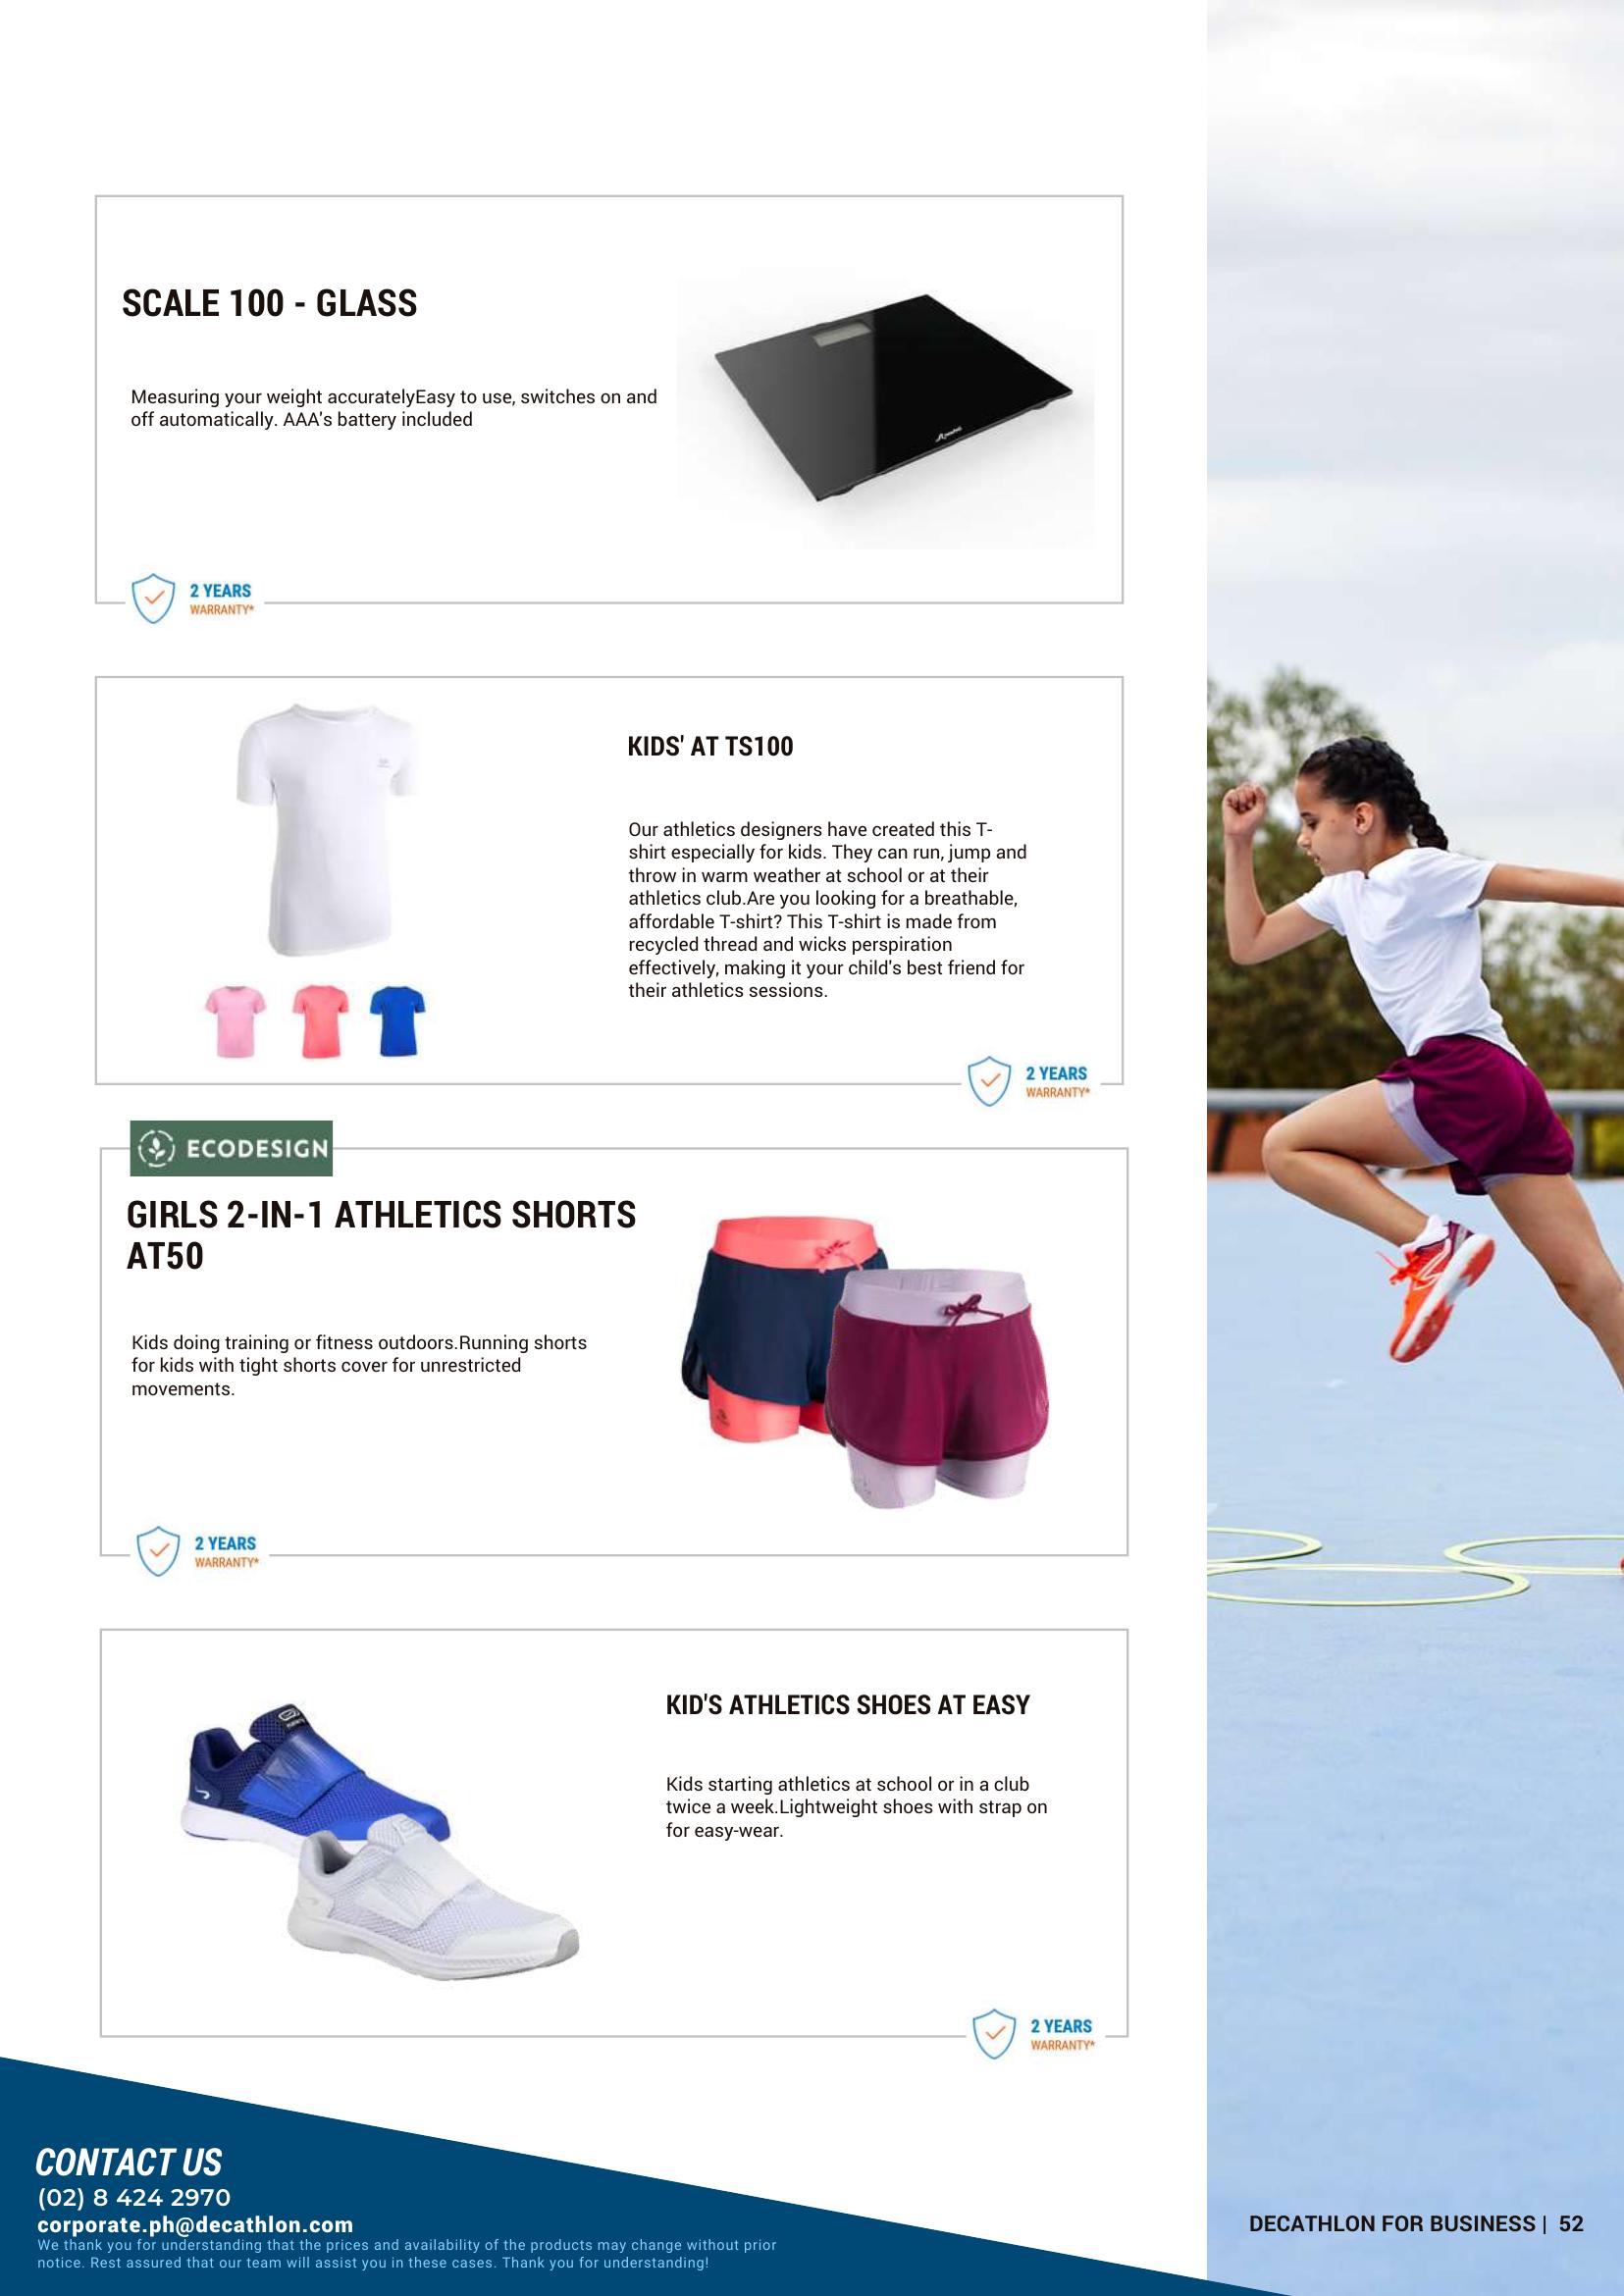 SCALE 100 - GLASS
Measuring your weight accuratelyEasy to use, switches on and
off automatically. AAA's battery included
2 YEARS
WARRANTY*
KIDS' AT TS100
Our athletics designers have created this T-
shirt especially for kids. They can run, jump and
throw in warm weather at school or at their
athletics club.Are you looking for a breathable,
affordable T-shirt? This T-shirt is made from
recycled thread and wicks perspiration
effectively, making it your child's best friend for
their athletics sessions.
2 YEARS
WARRANTY*
ECODESIGN
GIRLS 2-IN-1 ATHLETICS SHORTS
AT50
Kids doing training or fitness outdoors.Running shorts
for kids with tight shorts cover for unrestricted
movements.
2 YEARS
WARRANTY*
KID'S ATHLETICS SHOES AT EASY
Kids starting athletics at school or in a club
twice a week.Lightweight shoes with strap on
for easy-wear.
2 YEARS
WARRANTY*
CONTACT US
(02) 8 424 2970
corporate.ph@decathlon.com
We thank you for understanding that the prices and availability of the products may change without prior
notice. Rest assured that our team will assist you in these cases. Thank you for understanding!
DECATHLON FOR BUSINESS | 52